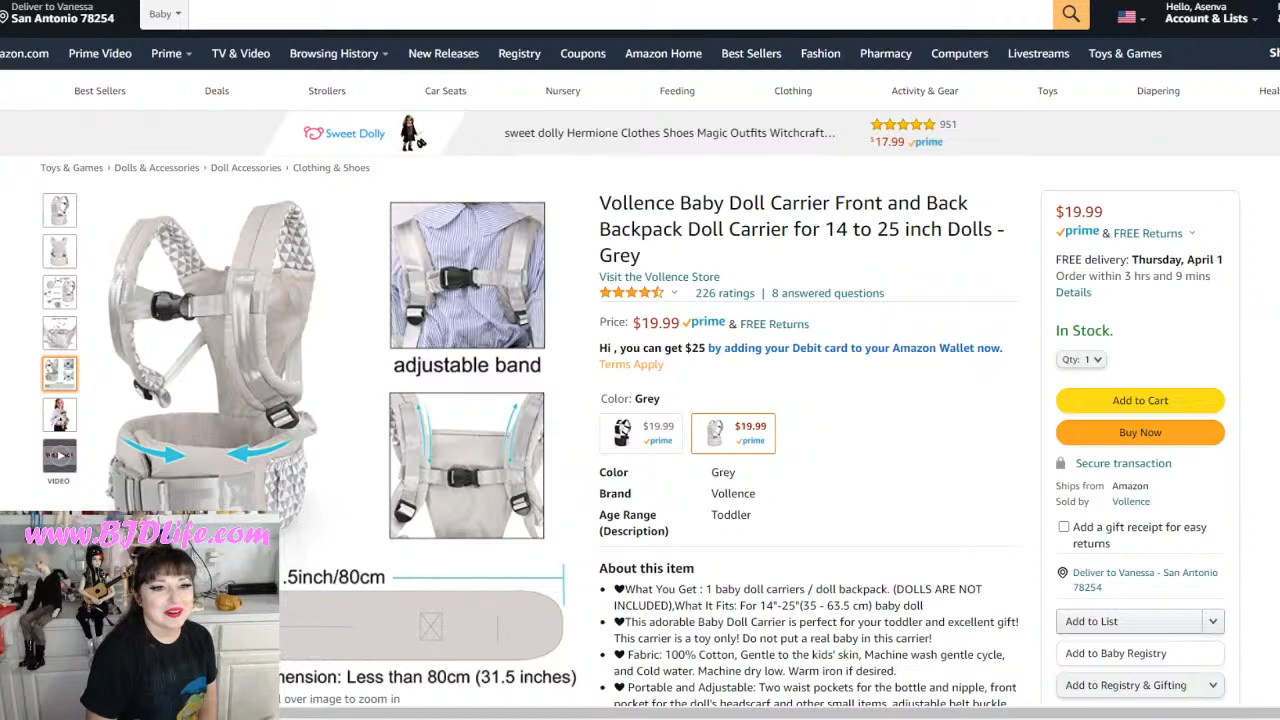 Deliver to Vanessa
San Antonio 78254
Baby
Hello, Asenva
Account & Lists
azon.com Prime Video Prime TV & Video Browsing History New Releases Registry Coupons Amazon Home Best Sellers Fashion Pharmacy Computers Livestreams Toys & Games Sh
Best Sellers Deals Strollers Car Seats Nursery Feeding Clothing Activity & Gear Toys Diapering Heal
Sweet Dolly
sweet dolly Hermione Clothes Shoes Magic Outfits Witchcraft…
951
$17.99 prime
Toys & Games › Dolls & Accessories › Doll Accessories › Clothing & Shoes
VIDEO
adjustable band
.5inch/80cm
mension: Less than 80cm (31.5 inches)
l over image to zoom in
www.BJDLife.com
Vollence Baby Doll Carrier Front and Back
Backpack Doll Carrier for 14 to 25 inch Dolls -
Grey
Visit the Vollence Store
226 ratings | 8 answered questions
Price: $19.99 prime & FREE Returns
Hi , you can get $25 by adding your Debit card to your Amazon Wallet now.
Terms Apply
Color: Grey
$19.99
prime
$19.99
prime
Color Grey
Brand Vollence
Age Range Toddler
(Description)
About this item
• ♥What You Get : 1 baby doll carriers / doll backpack. (DOLLS ARE NOT
INCLUDED),What It Fits: For 14"-25"(35 - 63.5 cm) baby doll
• ♥This adorable Baby Doll Carrier is perfect for your toddler and excellent gift!
This carrier is a toy only! Do not put a real baby in this carrier!
• ♥ Fabric: 100% Cotton, Gentle to the kids' skin, Machine wash gentle cycle,
and Cold water. Machine dry low. Warm iron if desired.
• ♥ Portable and Adjustable: Two waist pockets for the bottle and nipple, front
pocket for the doll's headscarf and other small items, adjustable belt buckle
$19.99
prime & FREE Returns
FREE delivery: Thursday, April 1
Order within 3 hrs and 9 mins
Details
In Stock.
Qty: 1
Add to Cart
Buy Now
Secure transaction
Ships from Amazon
Sold by Vollence
Add a gift receipt for easy
returns
Deliver to Vanessa - San Antonio
78254
Add to List
Add to Baby Registry
Add to Registry & Gifting